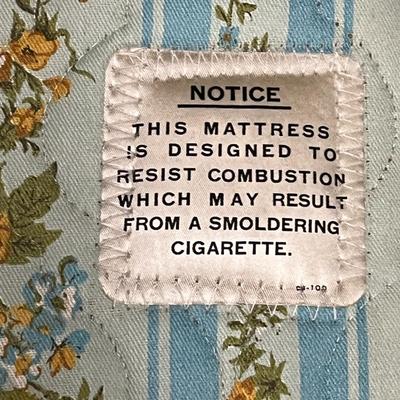 NOTICE
THIS MATTRESS
IS DESIGNED TO
RESIST COMBUSTION
WHICH MAY RESULT
FROM A SMOLDERING
CIGARETTE.